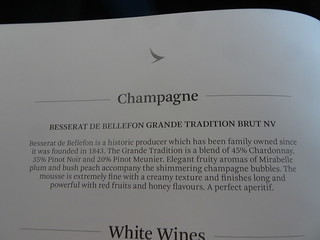 Champagne
BESSERAT DE BELLEFON GRANDE TRADITION BRUT NV
Besserat de Bellefon is a historic producer which has been family owned since
it was founded in 1843. The Grande Tradition is a blend of 45% Chardonnay,
35% Pinot Noir and 20% Pinot Meunier. Elegant fruity aromas of Mirabelle
plum and bush peach accompany the shimmering champagne bubbles. The
mousse is extremely fine with a creamy texture and finishes long and
powerful with red fruits and honey flavours. A perfect aperitif.
White Wines